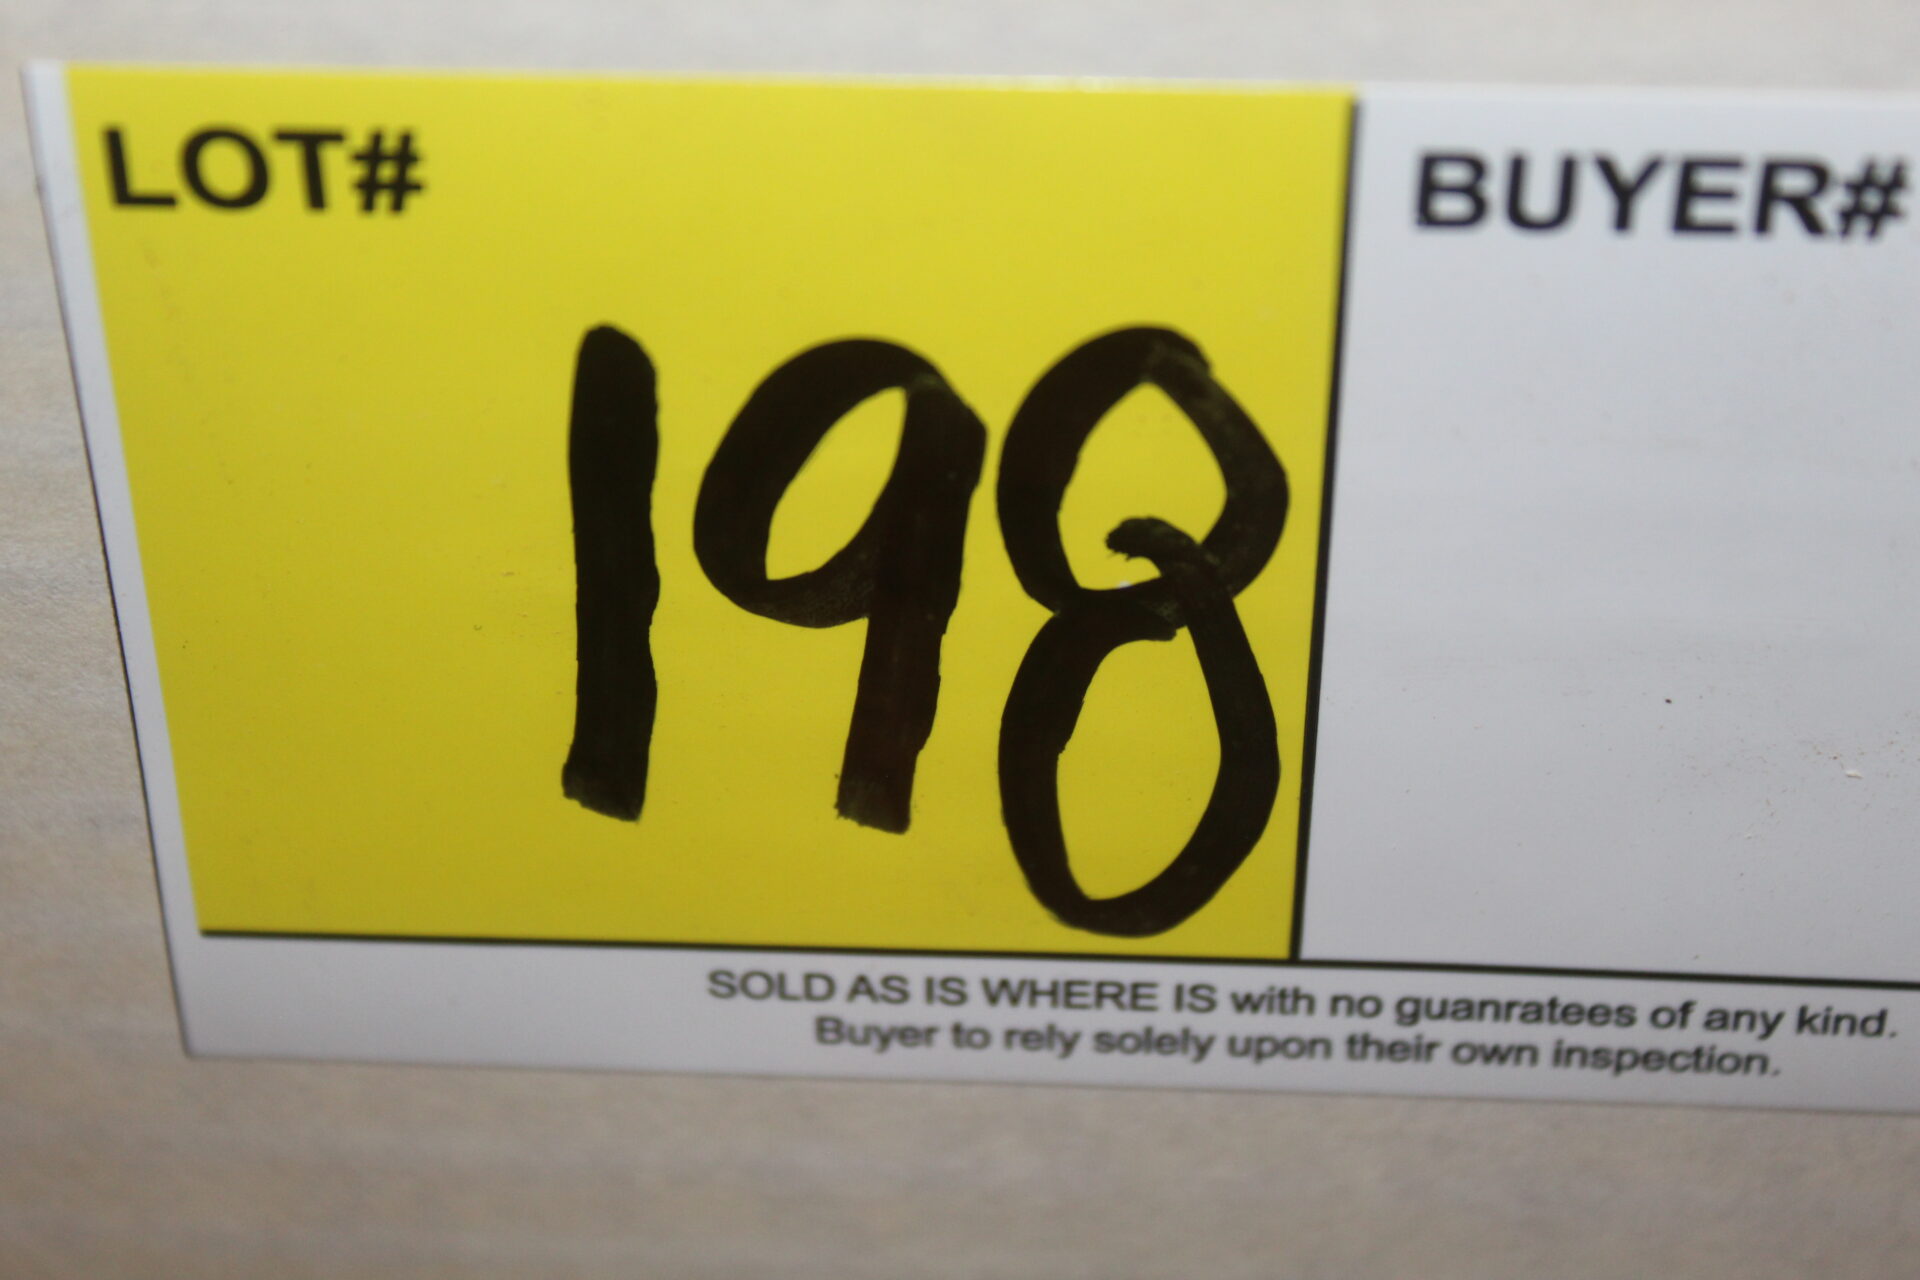 LOT# BUYER#
198
SOLD AS IS WHERE IS with no guanratees of any kind.
Buyer to rely solely upon their own inspection.